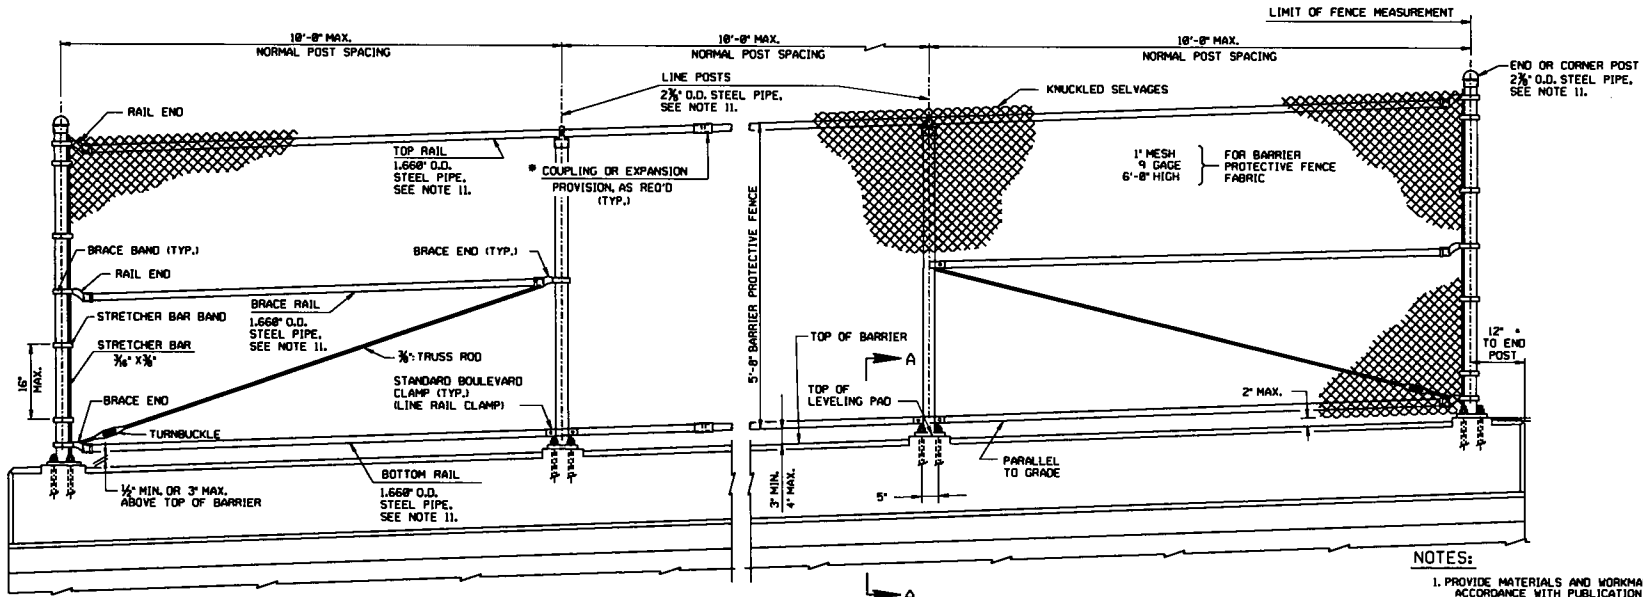 LIMIT OF FENCE MEASUREMENT
10'-0" MAX.
NORMAL POST SPACING
10'-0" MAX.
NORMAL POST SPACING
10'-0" MAX.
NORMAL POST SPACING
END OR CORNER POST
2⅞" O.D. STEEL PIPE.
SEE NOTE 11.
LINE POSTS
2⅜" O.D. STEEL PIPE.
SEE NOTE 11.
KNUCKLED SELVAGES
RAIL END
TOP RAIL
1.660" O.D.
STEEL PIPE.
SEE NOTE 11.
* COUPLING OR EXPANSION
PROVISION, AS REQ'D
(TYP.)
1" MESH
9 GAGE
6'-0" HIGH
FOR BARRIER
PROTECTIVE FENCE
FABRIC
5'-8" BARRIER PROTECTIVE FENCE
BRACE BAND (TYP.)
RAIL END
BRACE END (TYP.)
BRACE RAIL
1.660" O.D.
STEEL PIPE.
SEE NOTE 11.
STRETCHER BAR BAND
STRETCHER BAR
3/16" X ¾"
16" MAX.
⅜" TRUSS ROD
STANDARD BOULEVARD
CLAMP (TYP.)
(LINE RAIL CLAMP)
TOP OF BARRIER
A
TOP OF
LEVELING PAD
2" MAX.
12" *
TO END
POST
BRACE END
TURNBUCKLE
½" MIN. OR 3" MAX.
ABOVE TOP OF BARRIER
BOTTOM RAIL
1.660" O.D.
STEEL PIPE.
SEE NOTE 11.
3" MIN.
4" MAX.
5"
PARALLEL
TO GRADE
A
NOTES:
1. PROVIDE MATERIALS AND WORKMA
ACCORDANCE WITH PUBLICATION